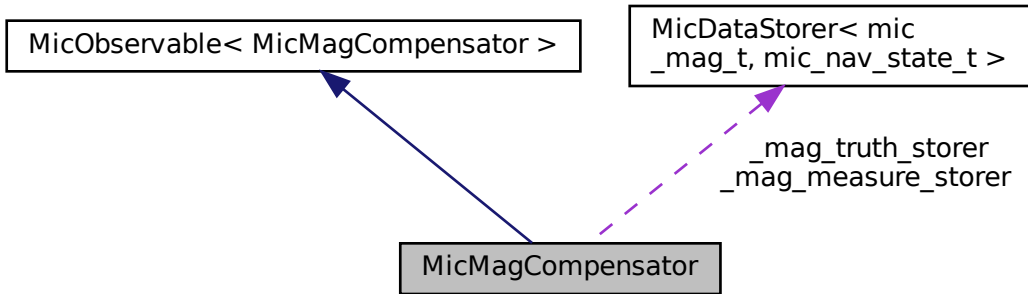 MicObservable< MicMagCompensator >
MicDataStorer< mic
_mag_t, mic_nav_state_t >
_mag_truth_storer
_mag_measure_storer
MicMagCompensator